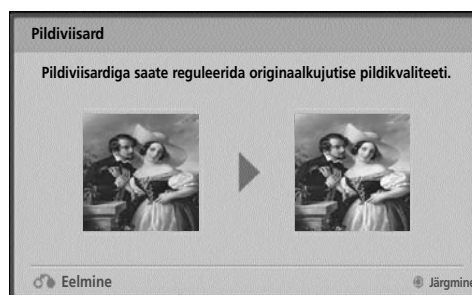 Pildiviisard
Pildiviisardiga saate reguleerida originaalkujutise pildikvaliteeti.
Eelmine
Järgmine